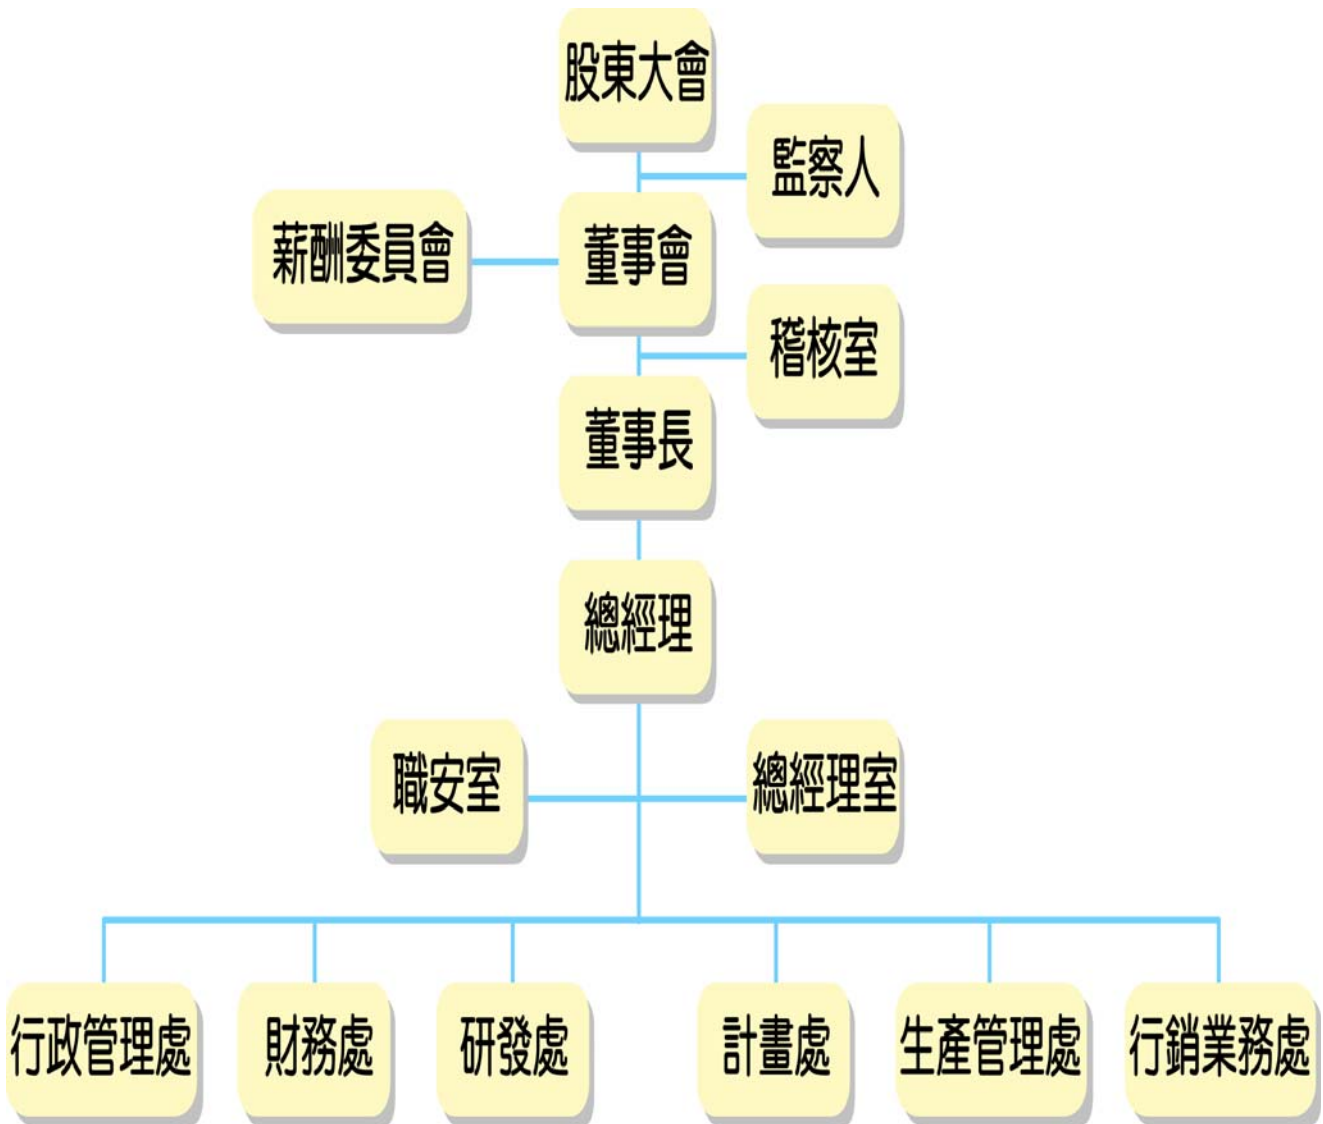 股東大會
監察人
薪酬委員會
董事會
稽核室
董事長
總經理
職安室
總經理室
行政管理處
財務處
研發處
計畫處
生產管理處
行銷業務處